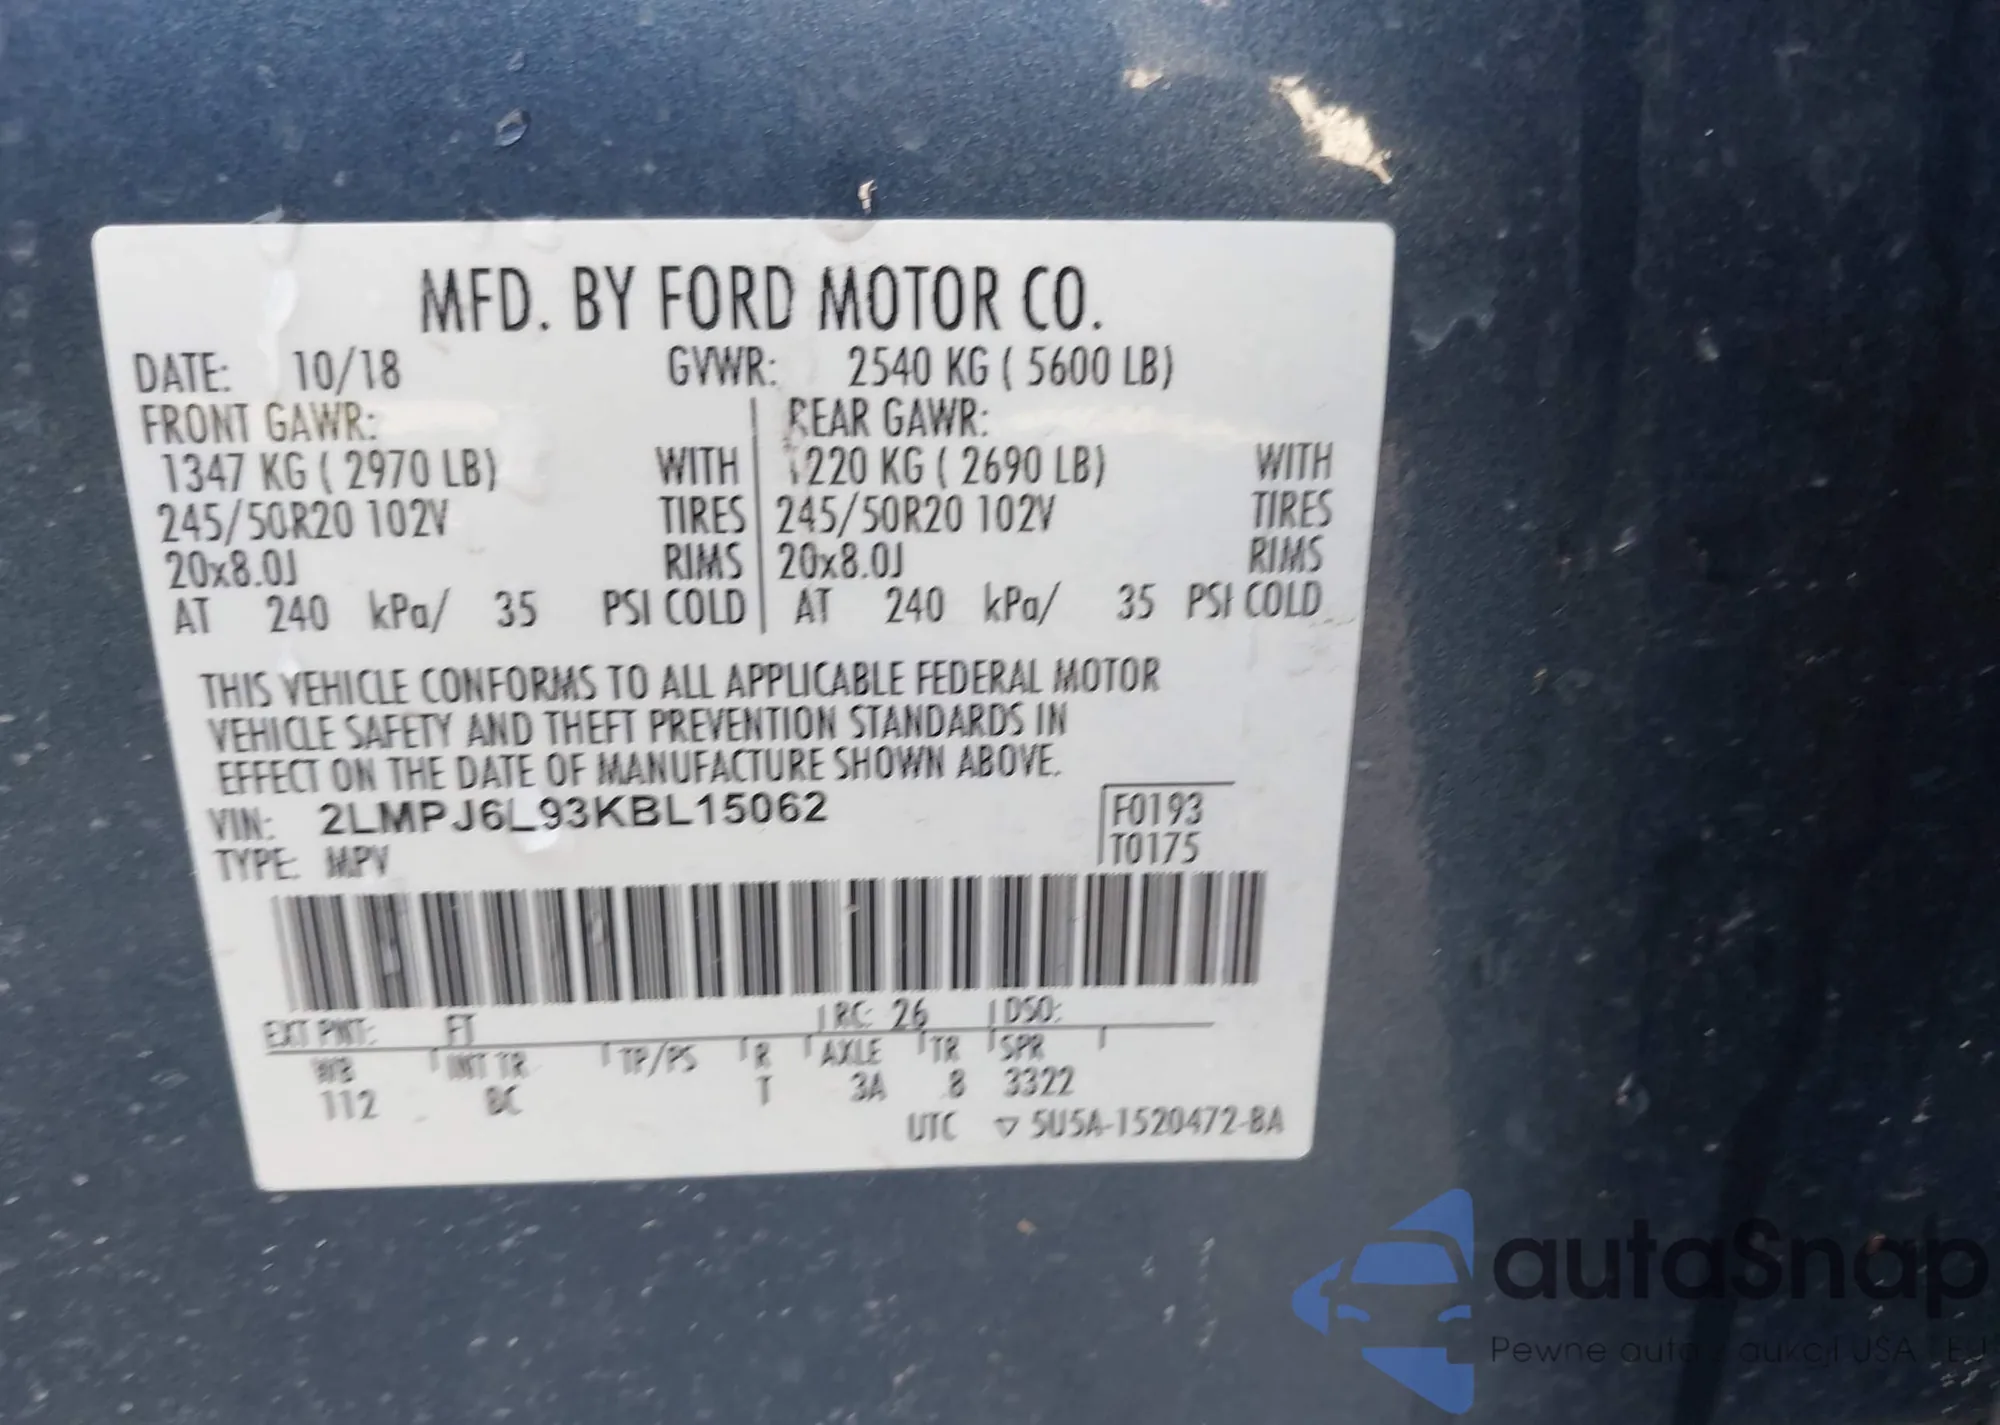 MFD. BY FORD MOTOR CO.
DATE: 10/18 GVWR: 2540 KG ( 5600 LB)
FRONT GAWR: REAR GAWR:
1347 KG ( 2970 LB) WITH 1220 KG ( 2690 LB) WITH
245/50R20 102V TIRES 245/50R20 102V TIRES
20x8.0J RIMS 20x8.0J RIMS
AT 240 kPa/ 35 PSI COLD AT 240 kPa/ 35 PSI COLD
THIS VEHICLE CONFORMS TO ALL APPLICABLE FEDERAL MOTOR
VEHICLE SAFETY AND THEFT PREVENTION STANDARDS IN
EFFECT ON THE DATE OF MANUFACTURE SHOWN ABOVE.
VIN: 2LMPJ6L93KBL15062 F0193
TYPE: MPV T0175
EXT PNT: FT RC: 26 DSO:
WB INT TR TP/PS R AXLE TR SPR
112 BC T 3A 8 3322
UTC ▽ 5U5A-1520472-BA
autaSnap
Pewne auta z aukcji USA i EU